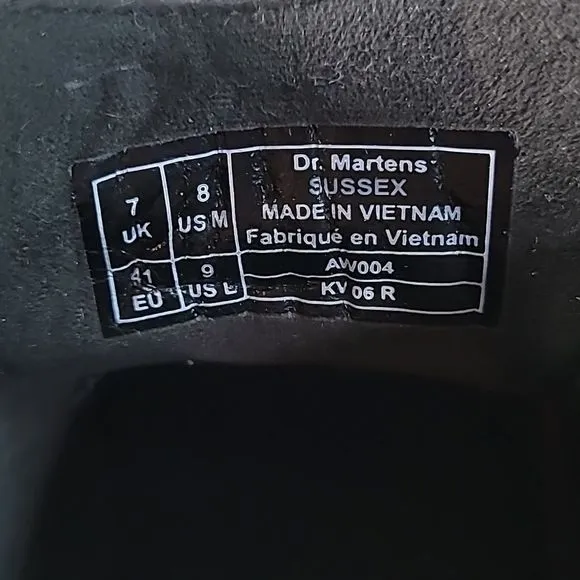 7
UK
8
US M
41
EU
9
US L
Dr. Martens
SUSSEX
MADE IN VIETNAM
Fabriqué en Vietnam
AW004
KV 06 R